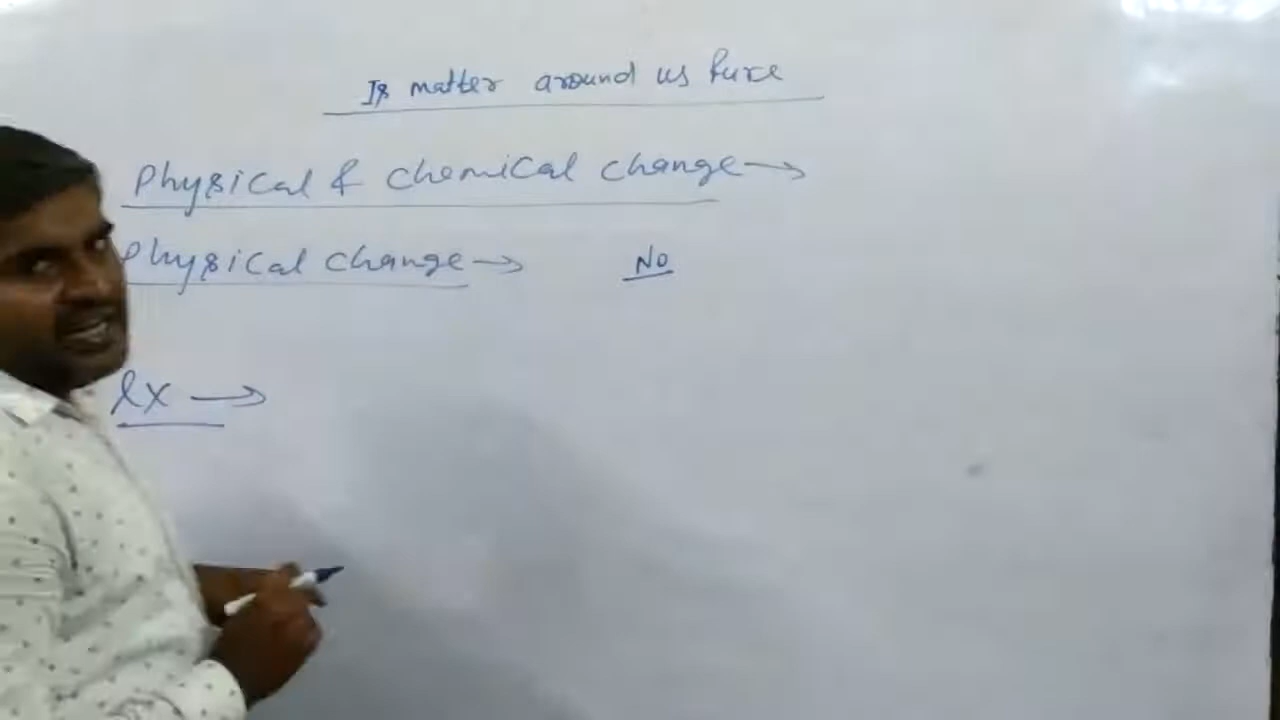 Is matter around us Pure
Physical & chemical change →
Physical change → No
Ex →